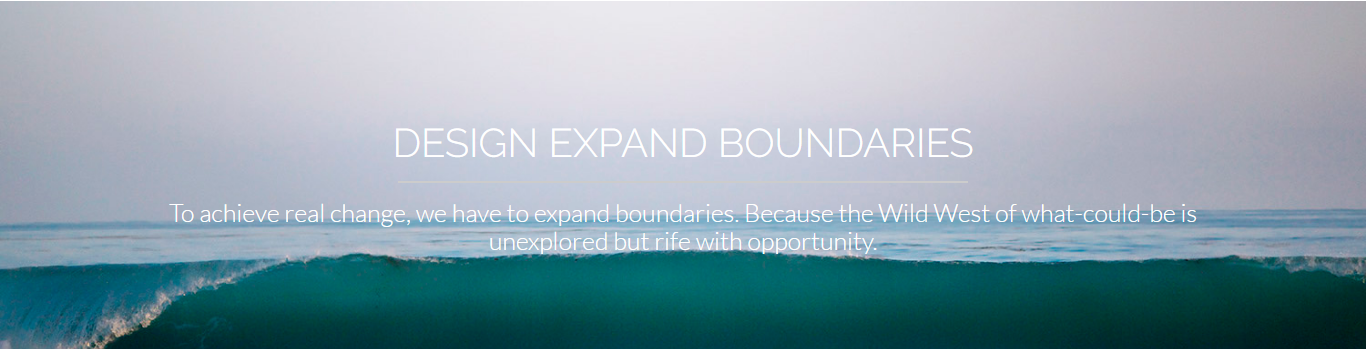 DESIGN EXPAND BOUNDARIES
To achieve real change, we have to expand boundaries. Because the Wild West of what-could-be is
unexplored but rife with opportunity.